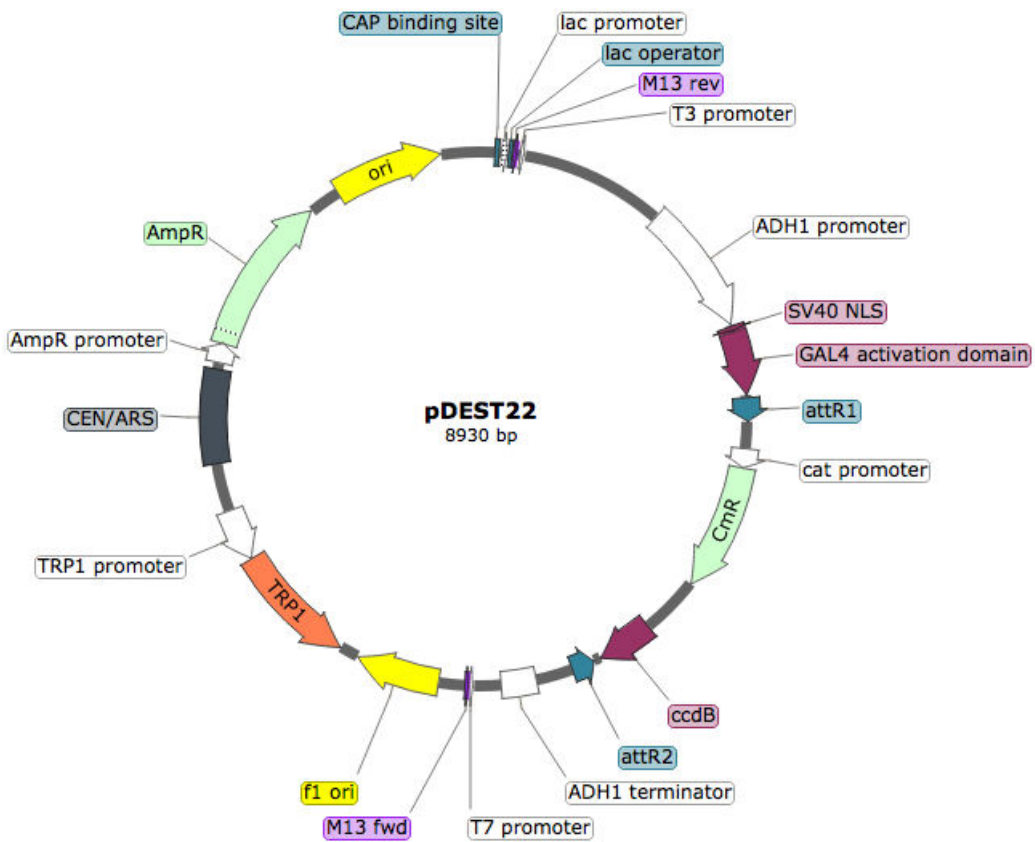 CAP binding site
lac promoter
lac operator
M13 rev
T3 promoter
ori
AmpR
ADH1 promoter
SV40 NLS
AmpR promoter
GAL4 activation domain
CEN/ARS
pDEST22
8930 bp
attR1
cat promoter
CmR
TRP1 promoter
TRP1
ccdB
attR2
f1 ori
ADH1 terminator
M13 fwd
T7 promoter